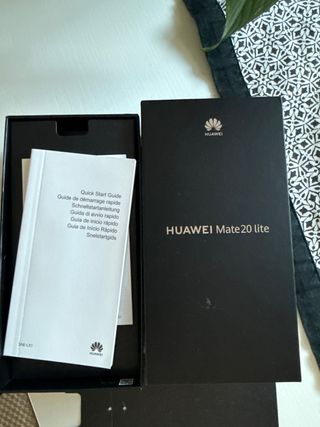 Quick Start Guide
Guide de démarrage rapide
Schnellstartanleitung
Guida di avvio rapido
Guía de inicio rápido
Guia de Início Rápido
Snelstartgids
HUAWEI
HUAWEI
HUAWEI Mate20 lite